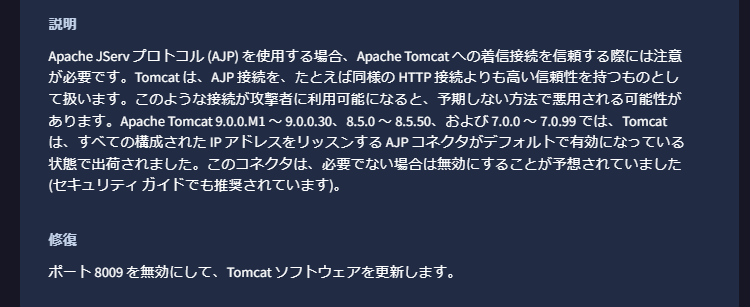 説明
Apache JServ プロトコル (AJP) を使用する場合、Apache Tomcat への着信接続を信頼する際には注意
が必要です。Tomcat は、AJP 接続を、たとえば同様の HTTP 接続よりも高い信頼性を持つものとし
て扱います。このような接続が攻撃者に利用可能になると、予期しない方法で悪用される可能性が
あります。Apache Tomcat 9.0.0.M1 ～ 9.0.0.30、8.5.0 ～ 8.5.50、および 7.0.0 ～ 7.0.99 では、Tomcat
は、すべての構成された IP アドレスをリッスンする AJP コネクタがデフォルトで有効になっている
状態で出荷されました。このコネクタは、必要でない場合は無効にすることが予想されていました
(セキュリティ ガイドでも推奨されています)。
修復
ポート 8009 を無効にして、Tomcat ソフトウェアを更新します。